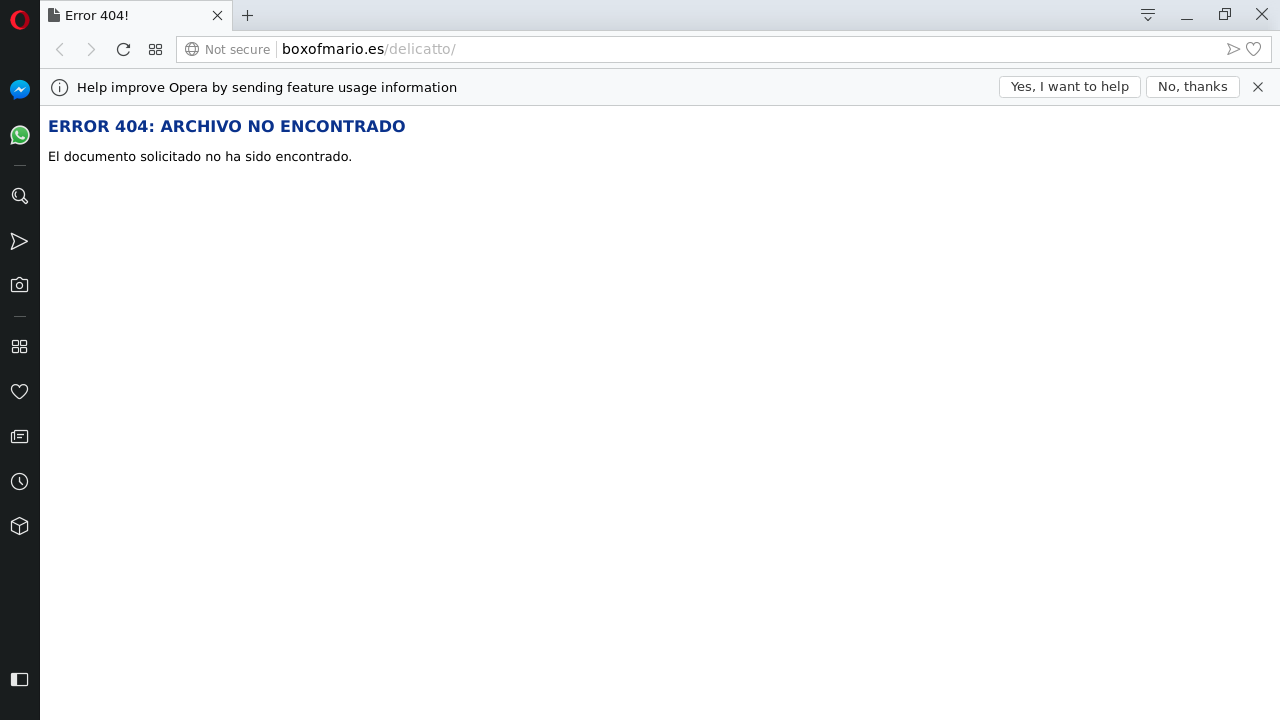 Error 404!
Not secure
boxofmario.es/delicatto/
Help improve Opera by sending feature usage information
Yes, I want to help
No, thanks
ERROR 404: ARCHIVO NO ENCONTRADO
El documento solicitado no ha sido encontrado.